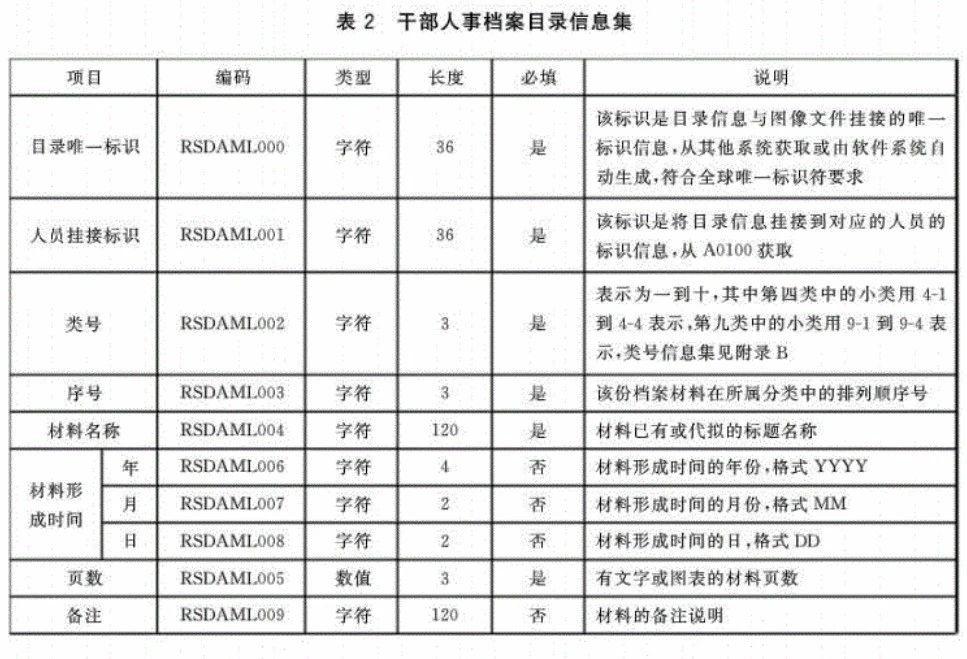 表 2 干部人事档案目录信息集
项目 编码 类型 长度 必填 说明
目录唯一标识 RSDAML000 字符 36 是 该标识是目录信息与图像文件挂接的唯一
标识信息,从其他系统获取或由软件系统自
动生成,符合全球唯一标识符要求
人员挂接标识 RSDAML001 字符 36 是 该标识是将目录信息挂接到对应的人员的
标识信息,从 A0100 获取
类号 RSDAML002 字符 3 是 表示为一到十,其中第四类中的小类用 4-1
到 4-4 表示,第九类中的小类用 9-1 到 9-4 表
示,类号信息集见附录 B
序号 RSDAML003 字符 3 是 该份档案材料在所属分类中的排列顺序号
材料名称 RSDAML004 字符 120 是 材料已有或代拟的标题名称
材料形
成时间
年 RSDAML006 字符 4 否 材料形成时间的年份,格式 YYYY
月 RSDAML007 字符 2 否 材料形成时间的月份,格式 MM
日 RSDAML008 字符 2 否 材料形成时间的日,格式 DD
页数 RSDAML005 数值 3 是 有文字或图表的材料页数
备注 RSDAML009 字符 120 否 材料的备注说明